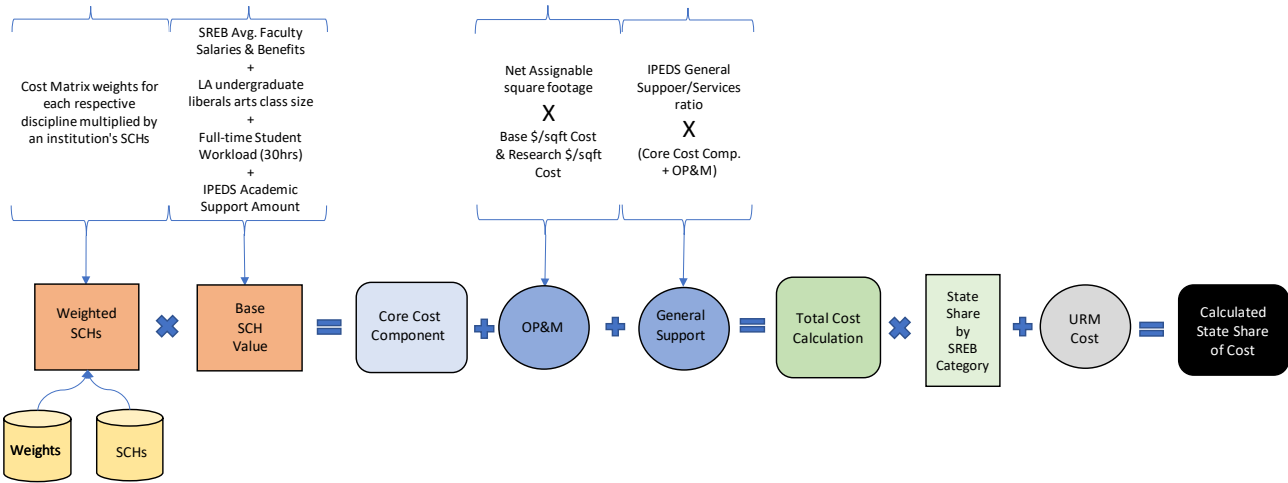 Cost Matrix weights for
each respective
discipline multiplied by
an institution's SCHs
SREB Avg. Faculty
Salaries & Benefits
+
LA undergraduate
liberals arts class size
+
Full-time Student
Workload (30hrs)
+
IPEDS Academic
Support Amount
Net Assignable
square footage
X
Base $/sqft Cost
& Research $/sqft
Cost
IPEDS General
Suppoer/Services
ratio
X
(Core Cost Comp.
+ OP&M)
Weighted
SCHs
Base
SCH
Value
Core Cost
Component
OP&M
General
Support
Total Cost
Calculation
State
Share
by
SREB
Category
URM
Cost
Calculated
State Share
of Cost
Weights
SCHs